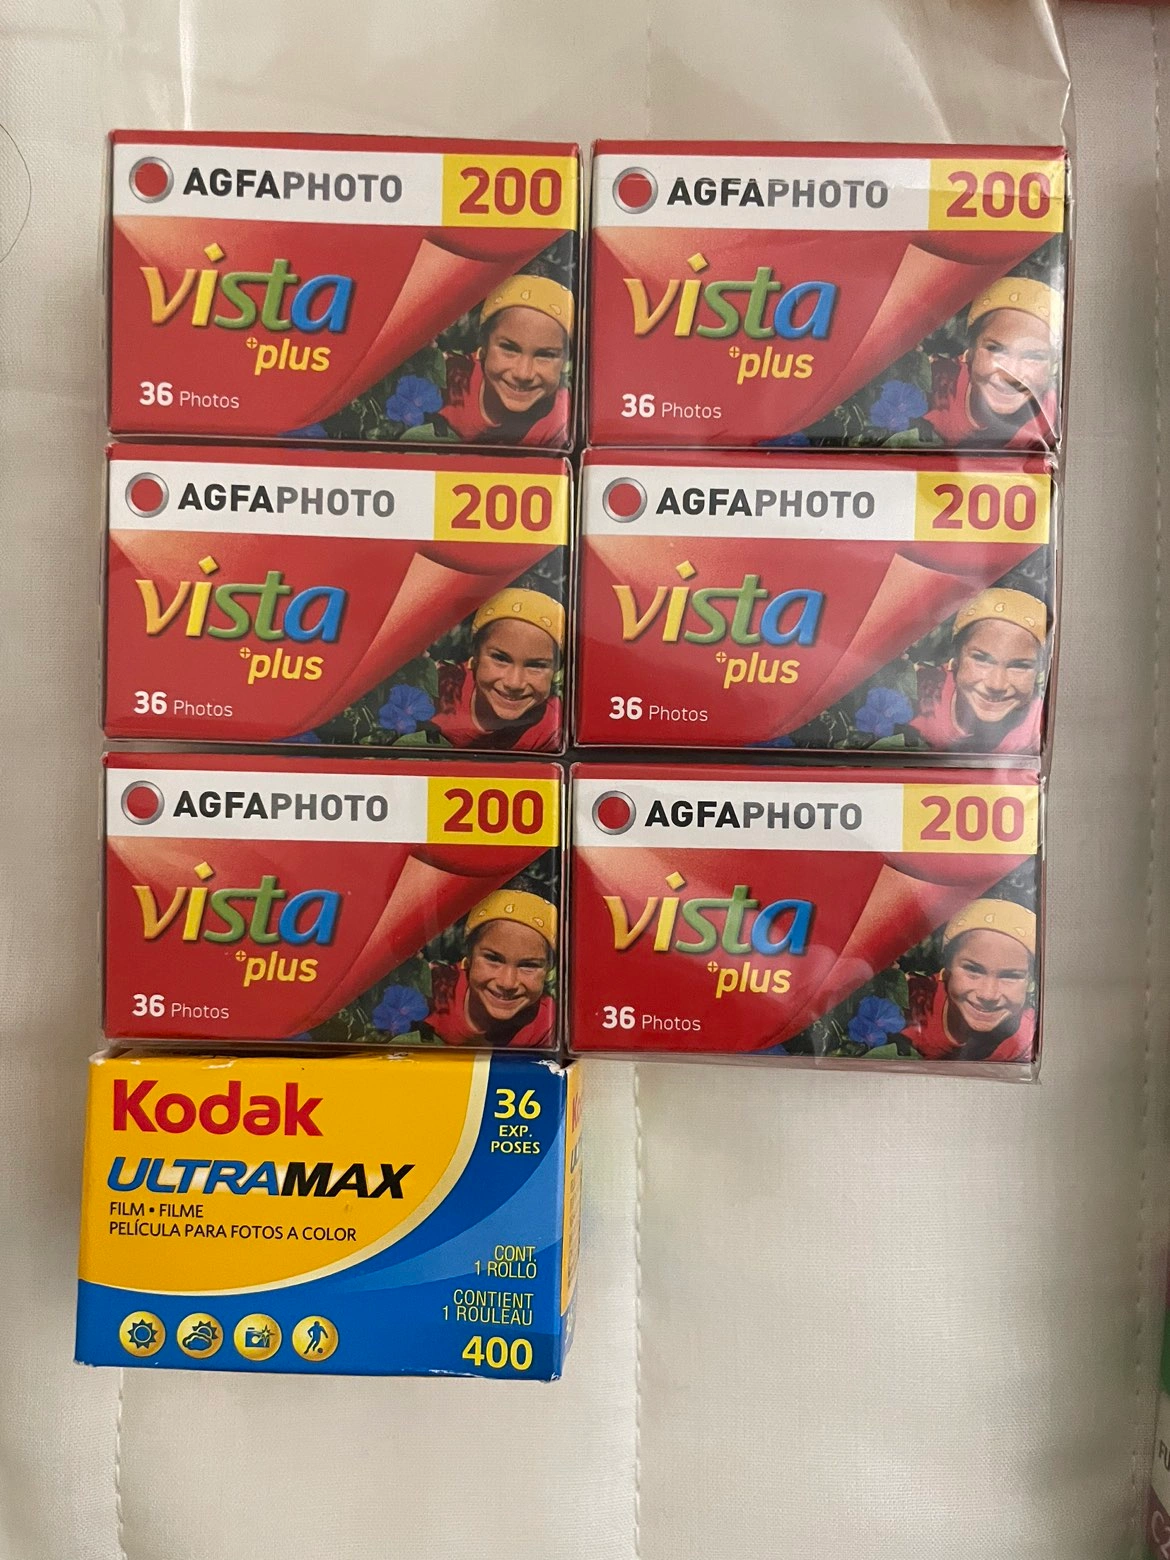 AGFAPHOTO 200
vista
plus
36 Photos
AGFAPHOTO 200
vista
plus
36 Photos
AGFAPHOTO 200
vista
plus
36 Photos
AGFAPHOTO 200
vista
plus
36 Photos
AGFAPHOTO 200
vista
plus
36 Photos
AGFAPHOTO 200
vista
plus
36 Photos
Kodak
ULTRAMAX
FILM • FILME
PELÍCULA PARA FOTOS A COLOR
36
EXP.
POSES
CONT.
1 ROLLO
CONTIENT
1 ROULEAU
400